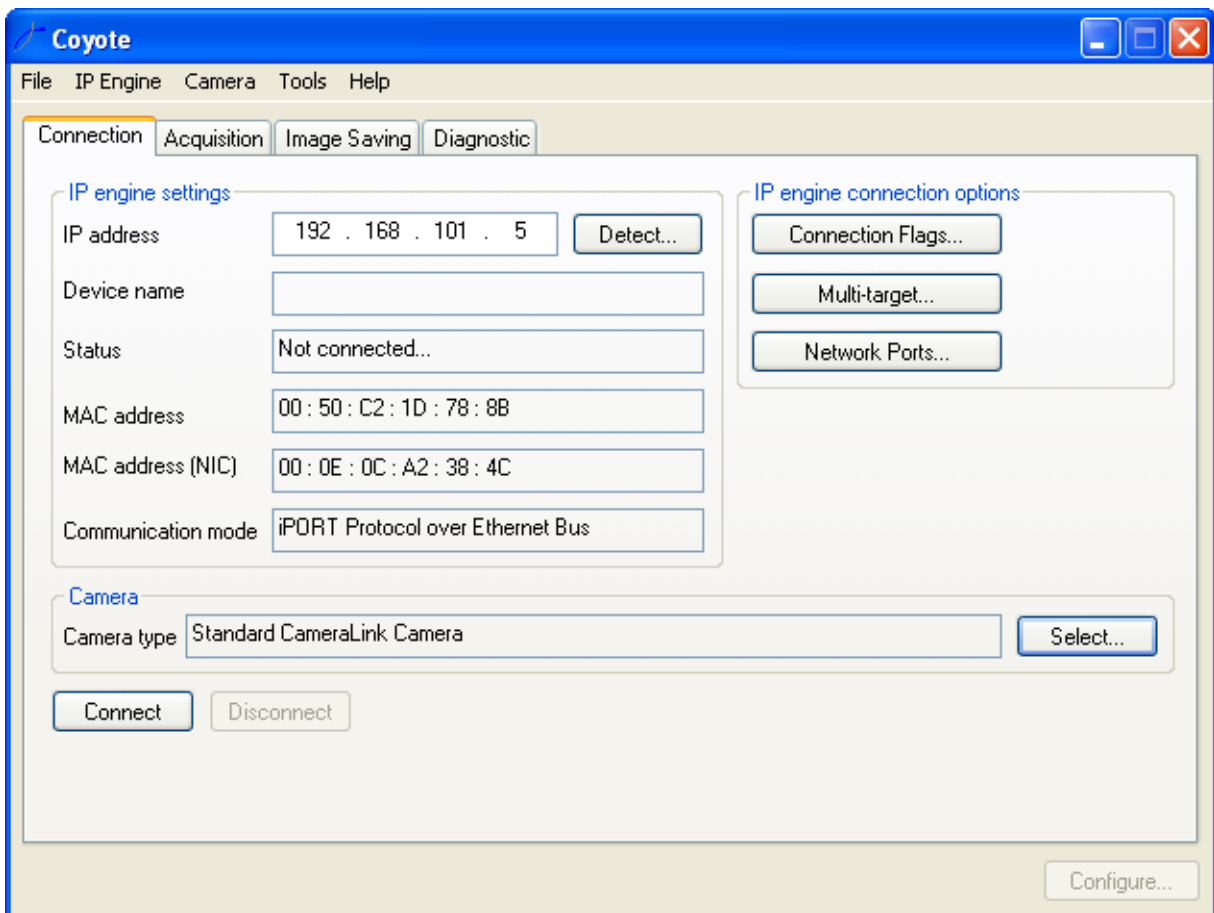 Coyote
File IP Engine Camera Tools Help
Connection Acquisition Image Saving Diagnostic
IP engine settings
IP address 192 . 168 . 101 . 5 Detect...
Device name
Status Not connected...
MAC address 00 : 50 : C2 : 1D : 78 : 8B
MAC address (NIC) 00 : 0E : 0C : A2 : 38 : 4C
Communication mode iPORT Protocol over Ethernet Bus
IP engine connection options
Connection Flags...
Multi-target...
Network Ports...
Camera
Camera type Standard CameraLink Camera Select...
Connect Disconnect
Configure...